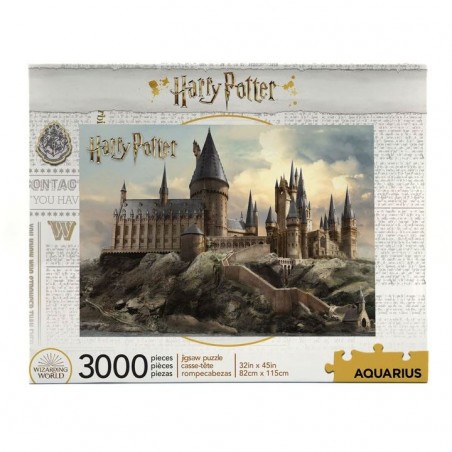 Harry Potter
Harry Potter
CONTAG
YOU HAV
W
WIZARDING
WORLD
3000
pieces
pièces
piezas
jigsaw puzzle
casse-tête
rompecabezas
32in x 45in
82cm x 115cm
AQUARIUS